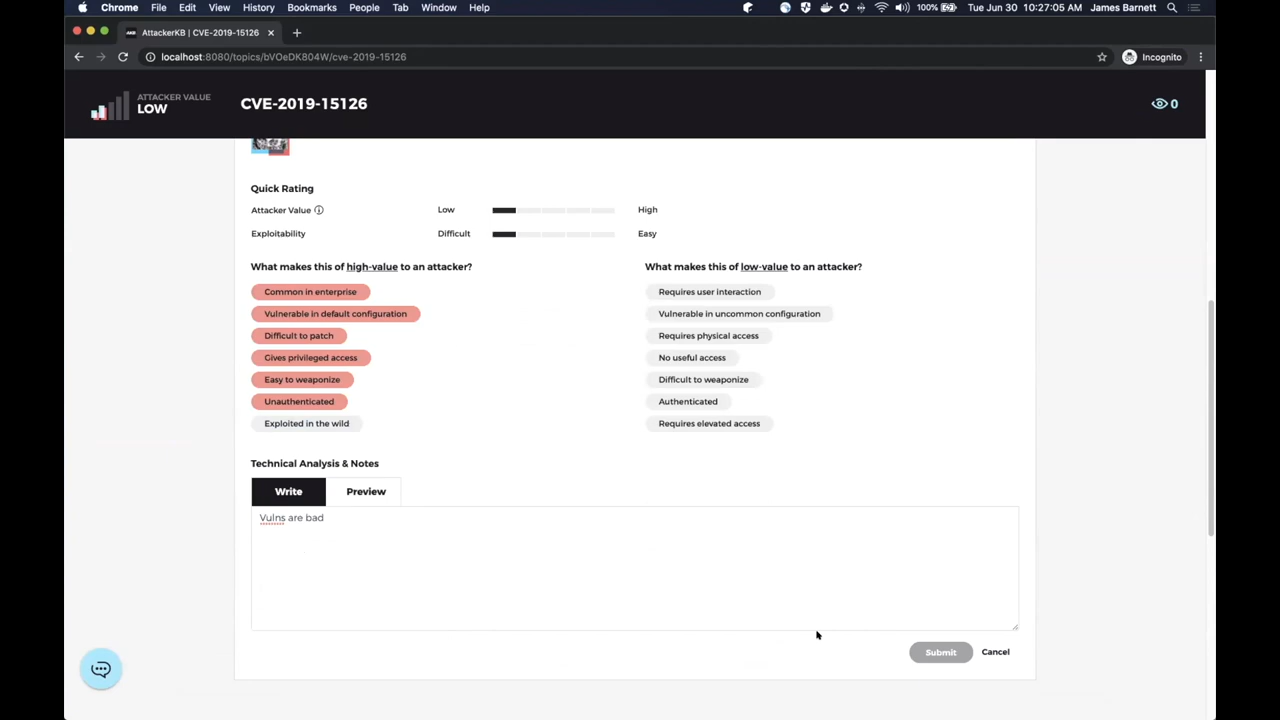 Chrome File Edit View History Bookmarks People Tab Window Help 100% Tue Jun 30 10:27:05 AM James Barnett
AttackerKB | CVE-2019-15126
localhost:8080/topics/bVOeDK804W/cve-2019-15126 Incognito
ATTACKER VALUE
LOW
CVE-2019-15126
0
Quick Rating
Attacker Value Low High
Exploitability Difficult Easy
What makes this of high-value to an attacker? What makes this of low-value to an attacker?
Common in enterprise Requires user interaction
Vulnerable in default configuration Vulnerable in uncommon configuration
Difficult to patch Requires physical access
Gives privileged access No useful access
Easy to weaponize Difficult to weaponize
Unauthenticated Authenticated
Exploited in the wild Requires elevated access
Technical Analysis & Notes
Write Preview
Vulns are bad
Submit Cancel